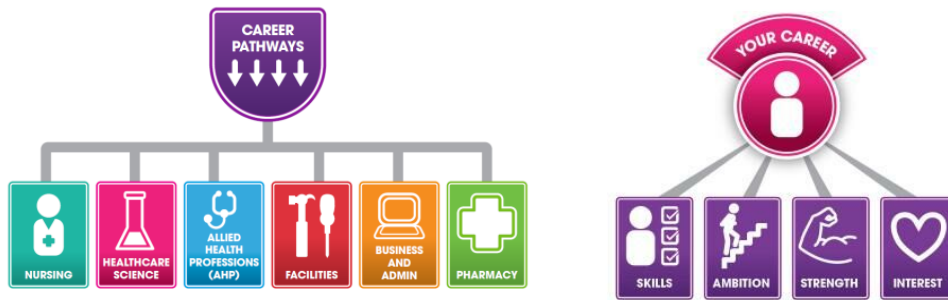 CAREER
PATHWAYS
NURSING
HEALTHCARE
SCIENCE
ALLIED
HEALTH
PROFESSIONS
(AHP)
FACILITIES
BUSINESS
AND
ADMIN
PHARMACY
YOUR CAREER
SKILLS
AMBITION
STRENGTH
INTEREST